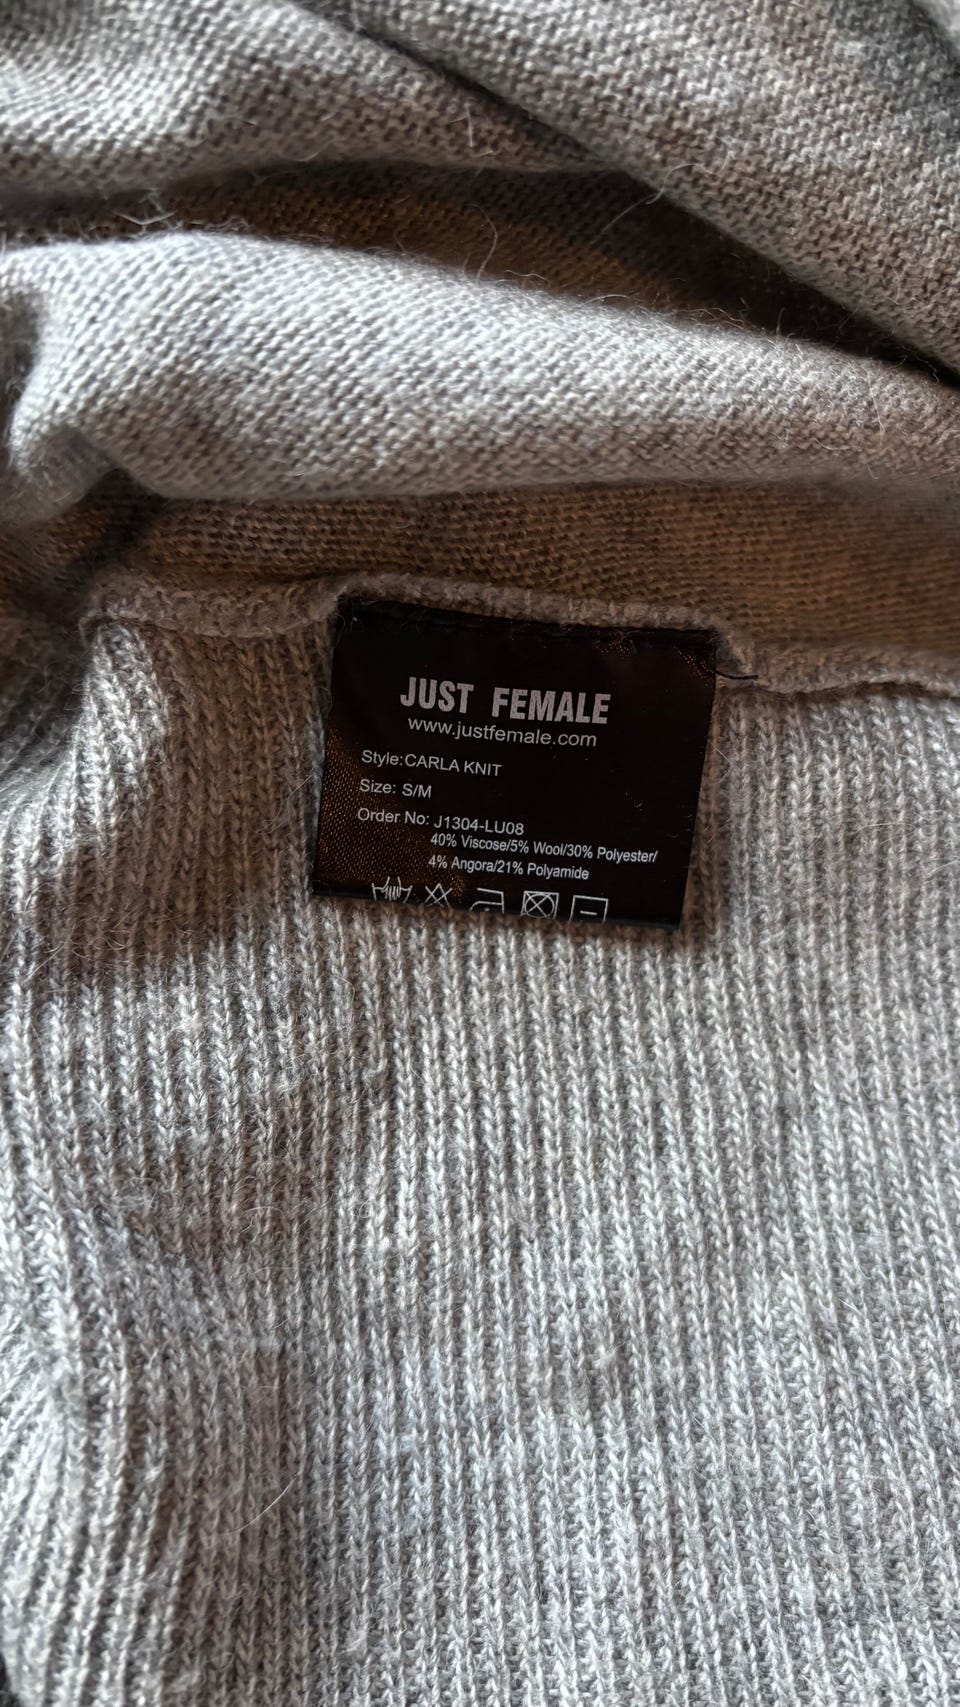 JUST FEMALE
www.justfemale.com
Style:CARLA KNIT
Size: S/M
Order No: J1304-LU08
40% Viscose/5% Wool/30% Polyester/
4% Angora/21% Polyamide